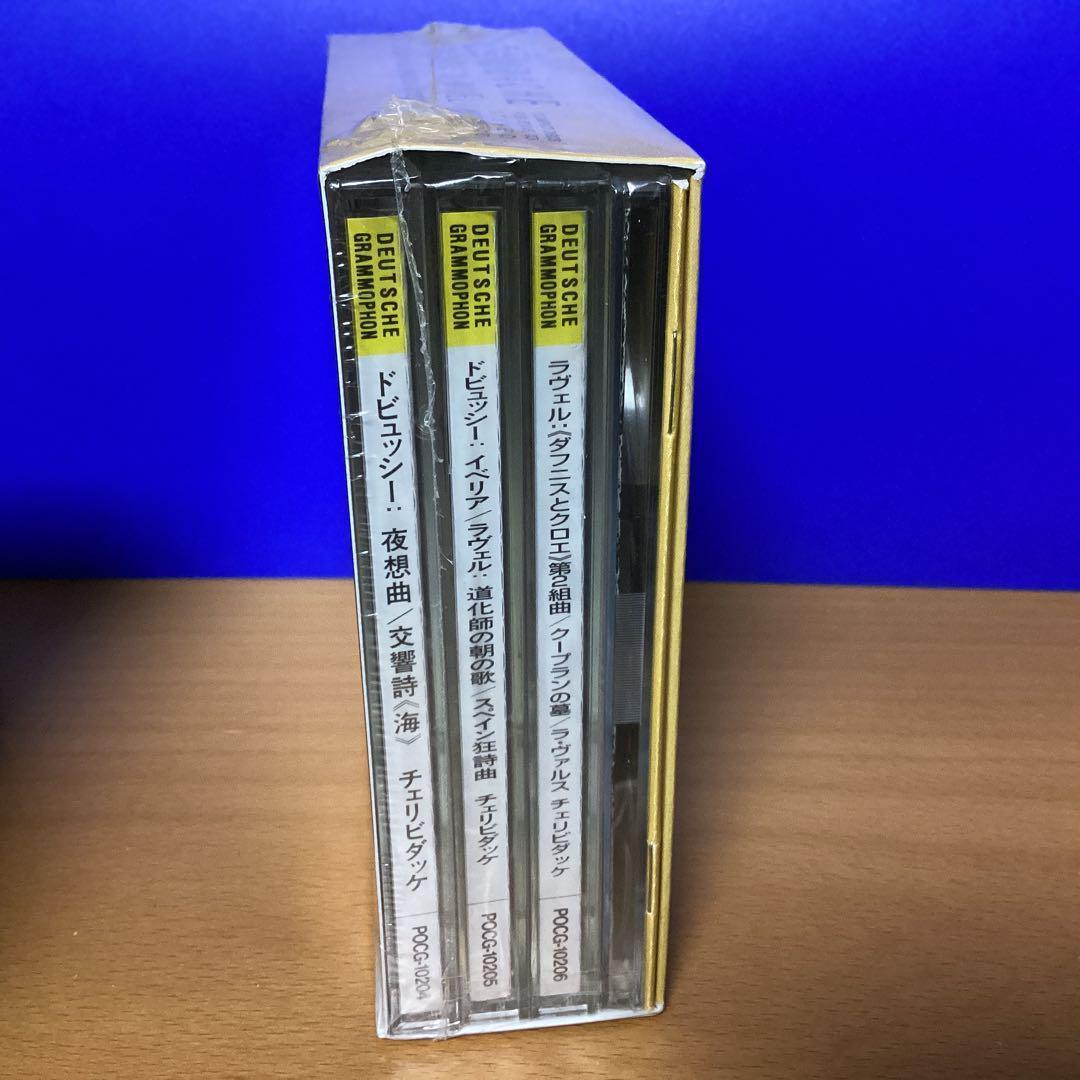 DEUTSCHE
GRAMMOPHON
ドビュッシー: 夜想曲/交響詩《海》 チェリビダッケ
POCG-10204
DEUTSCHE
GRAMMOPHON
ドビュッシー: イベリア/ラヴェル: 道化師の朝の歌/スペイン狂詩曲 チェリビダッケ
POCG-10205
DEUTSCHE
GRAMMOPHON
ラヴェル:《ダフニスとクロエ》第2組曲/クープランの墓/ラ・ヴァルス チェリビダッケ
POCG-10206